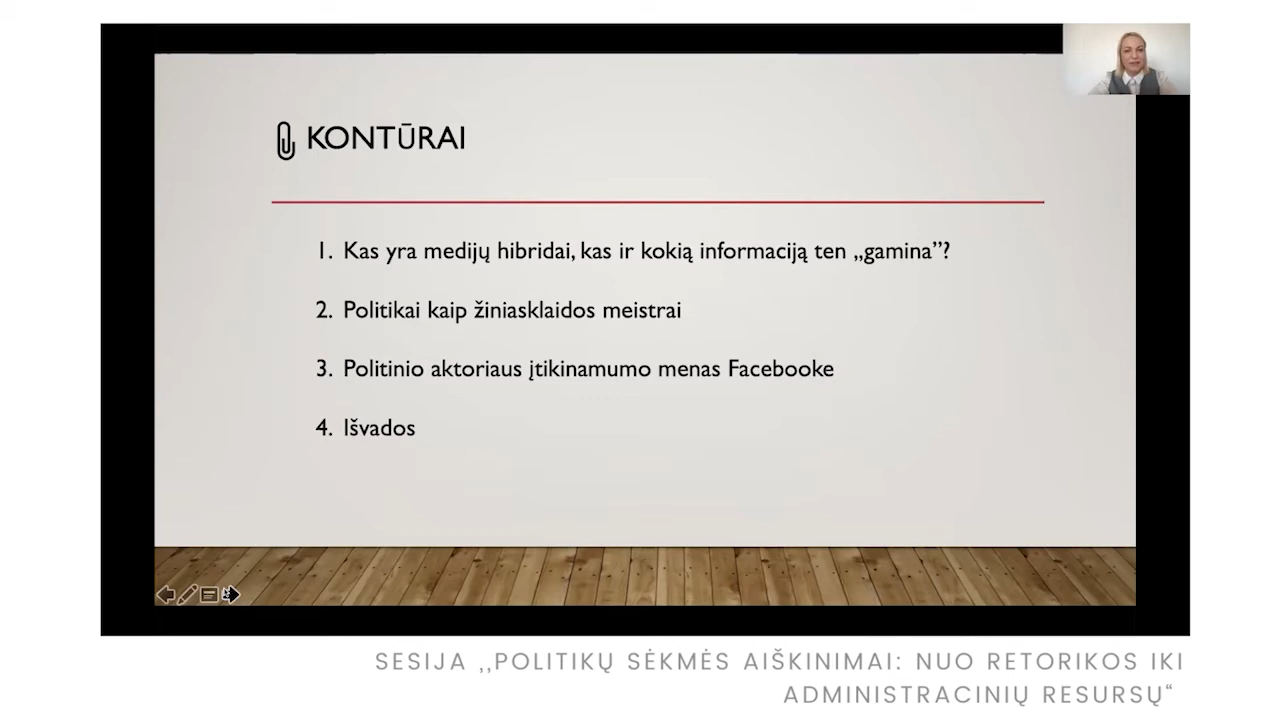 KONTŪRAI
1. Kas yra medijų hibridai, kas ir kokią informaciją ten „gamina”?
2. Politikai kaip žiniasklaidos meistrai
3. Politinio aktoriaus įtikinamumo menas Facebooke
4. Išvados
SESIJA ,,POLITIKŲ SĖKMĖS AIŠKINIMAI: NUO RETORIKOS IKI
ADMINISTRACINIŲ RESURSŲ“